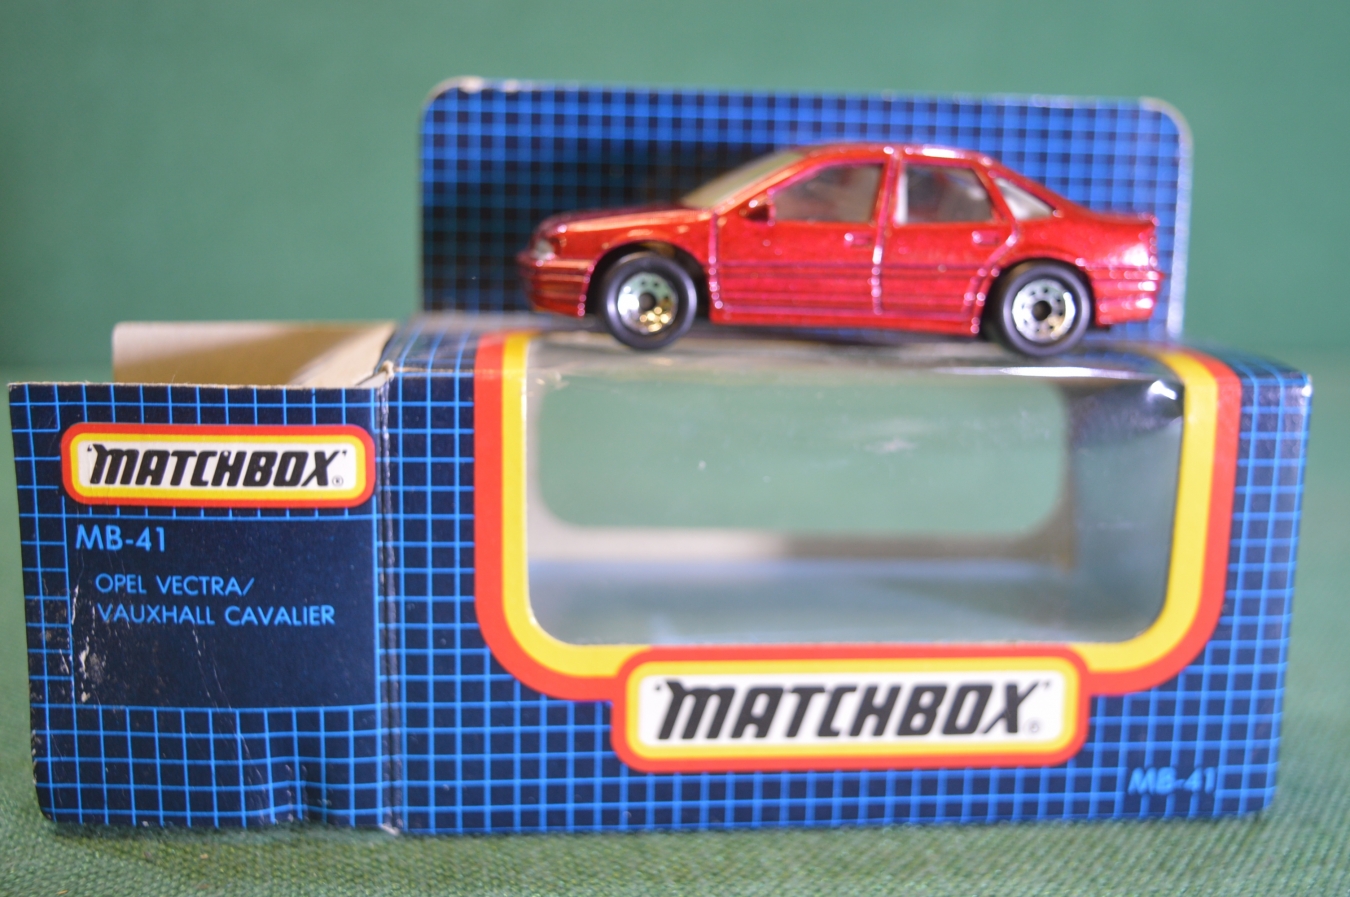 MATCHBOX®
MB-41
OPEL VECTRA/
VAUXHALL CAVALIER
MATCHBOX®
MB-41